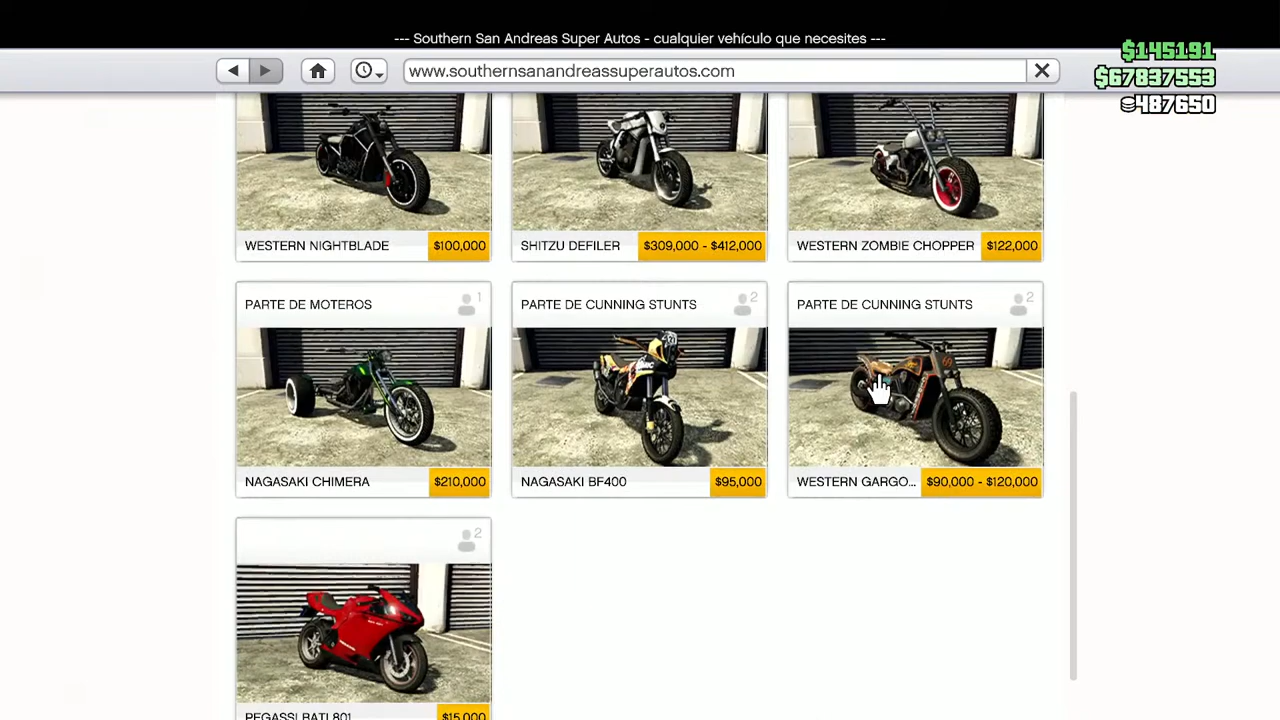 --- Southern San Andreas Super Autos - cualquier vehículo que necesites ---
www.southernsanandreassuperautos.com
$145191
$67837553
487650
WESTERN NIGHTBLADE $100,000
SHITZU DEFILER $309,000 - $412,000
WESTERN ZOMBIE CHOPPER $122,000
PARTE DE MOTEROS 1
PARTE DE CUNNING STUNTS 2
PARTE DE CUNNING STUNTS 2
NAGASAKI CHIMERA $210,000
NAGASAKI BF400 $95,000
WESTERN GARGO... $90,000 - $120,000
2
PEGASSI BATI 801 $15,000